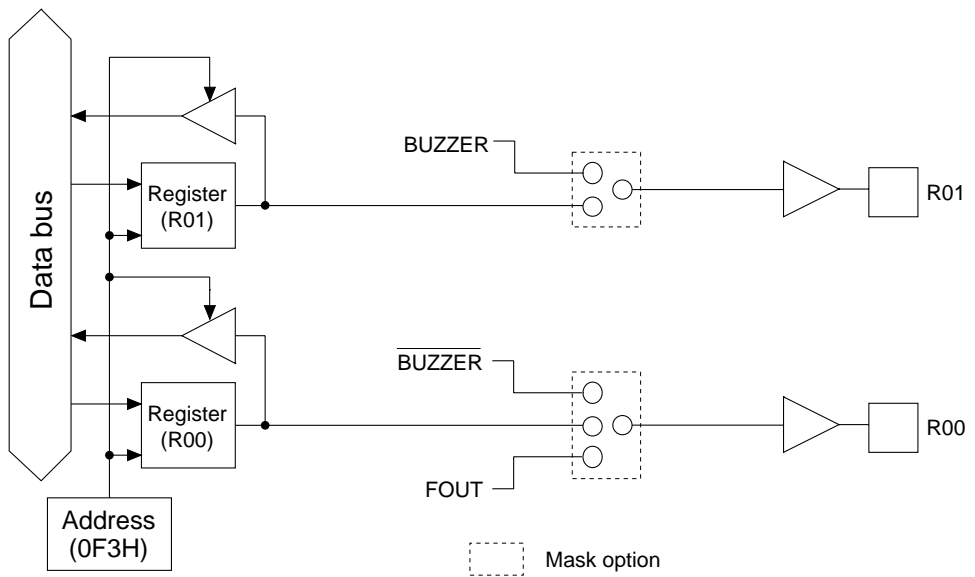 Data bus
BUZZER
Register
(R01)
R01
BUZZER
Register
(R00)
R00
FOUT
Address
(0F3H)
Mask option